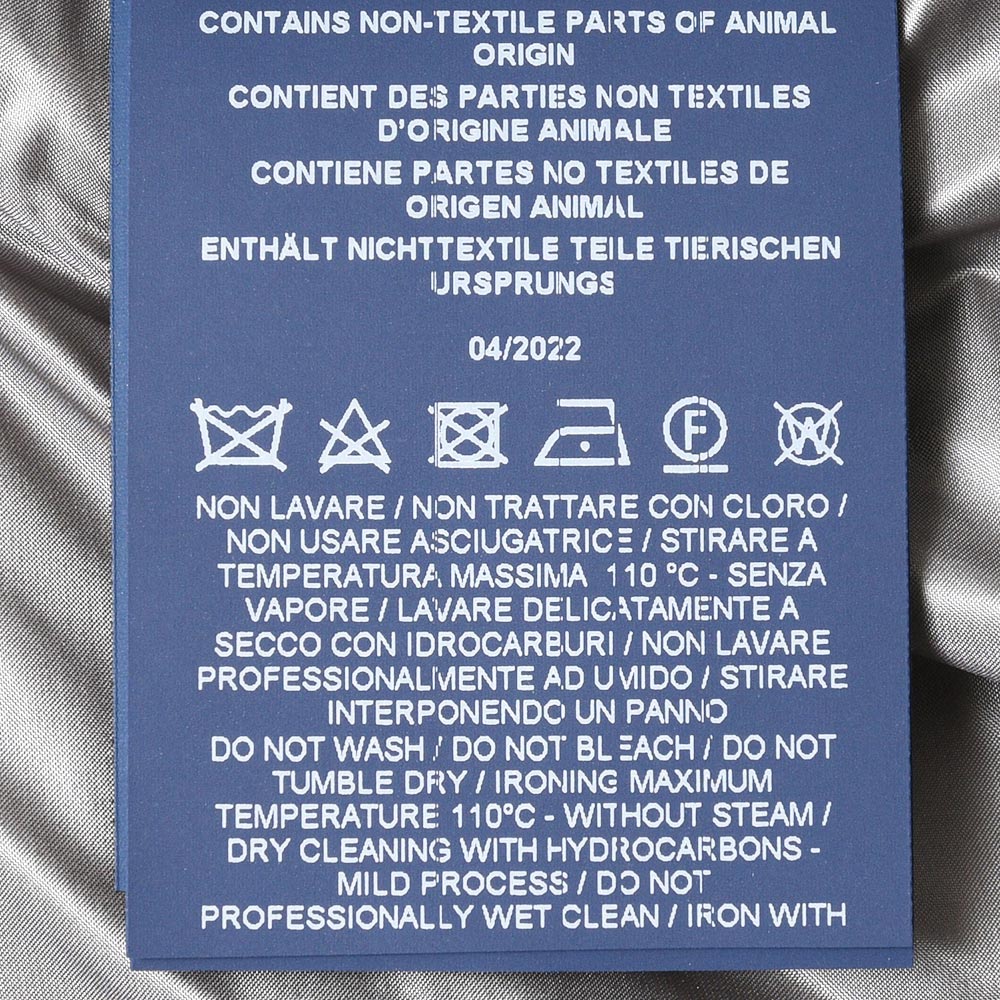 CONTAINS NON-TEXTILE PARTS OF ANIMAL
ORIGIN
CONTIENT DES PARTIES NON TEXTILES
D'ORIGINE ANIMALE
CONTIENE PARTES NO TEXTILES DE
ORIGEN ANIMAL
ENTHÄLT NICHTTEXTILE TEILE TIERISCHEN
URSPRUNGS
04/2022
F W
NON LAVARE / NON TRATTARE CON CLORO /
NON USARE ASCIUGATRICE / STIRARE A
TEMPERATURA MASSIMA 110 °C - SENZA
VAPORE / LAVARE DELICATAMENTE A
SECCO CON IDROCARBURI / NON LAVARE
PROFESSIONALMENTE AD UMIDO / STIRARE
INTERPONENDO UN PANNO
DO NOT WASH / DO NOT BLEACH / DO NOT
TUMBLE DRY / IRONING MAXIMUM
TEMPERATURE 110°C - WITHOUT STEAM /
DRY CLEANING WITH HYDROCARBONS -
MILD PROCESS / DO NOT
PROFESSIONALLY WET CLEAN / IRON WITH